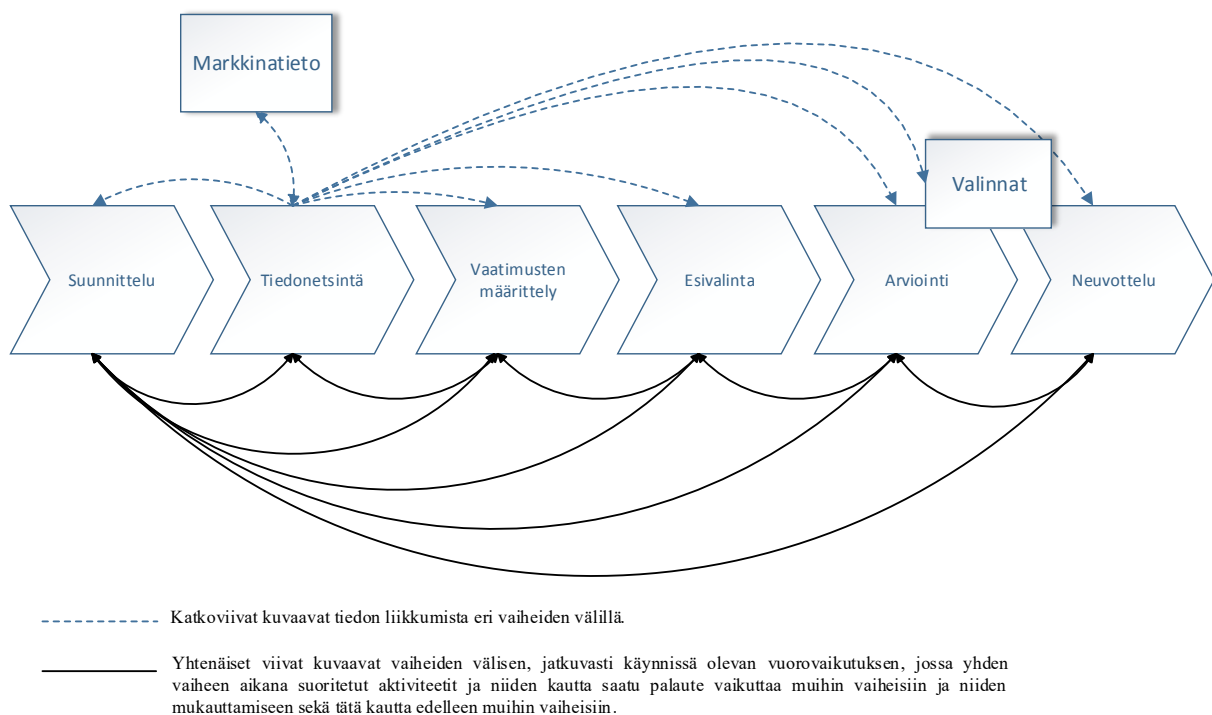 Markkinatieto
Valinnat
Suunnittelu
Tiedonetsintä
Vaatimusten
määrittely
Esivalinta
Arviointi
Neuvottelu
Katkoviivat kuvaavat tiedon liikkumista eri vaiheiden välillä.
Yhtenäiset viivat kuvaavat vaiheiden välisen, jatkuvasti käynnissä olevan vuorovaikutuksen, jossa yhden
vaiheen aikana suoritetut aktiviteetit ja niiden kautta saatu palaute vaikuttaa muihin vaiheisiin ja niiden
mukauttamiseen sekä tätä kautta edelleen muihin vaiheisiin.